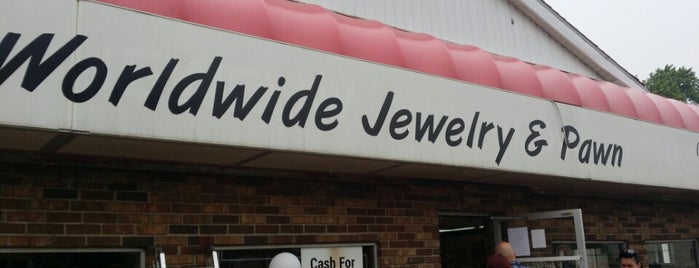 Worldwide Jewelry & Pawn
Cash For